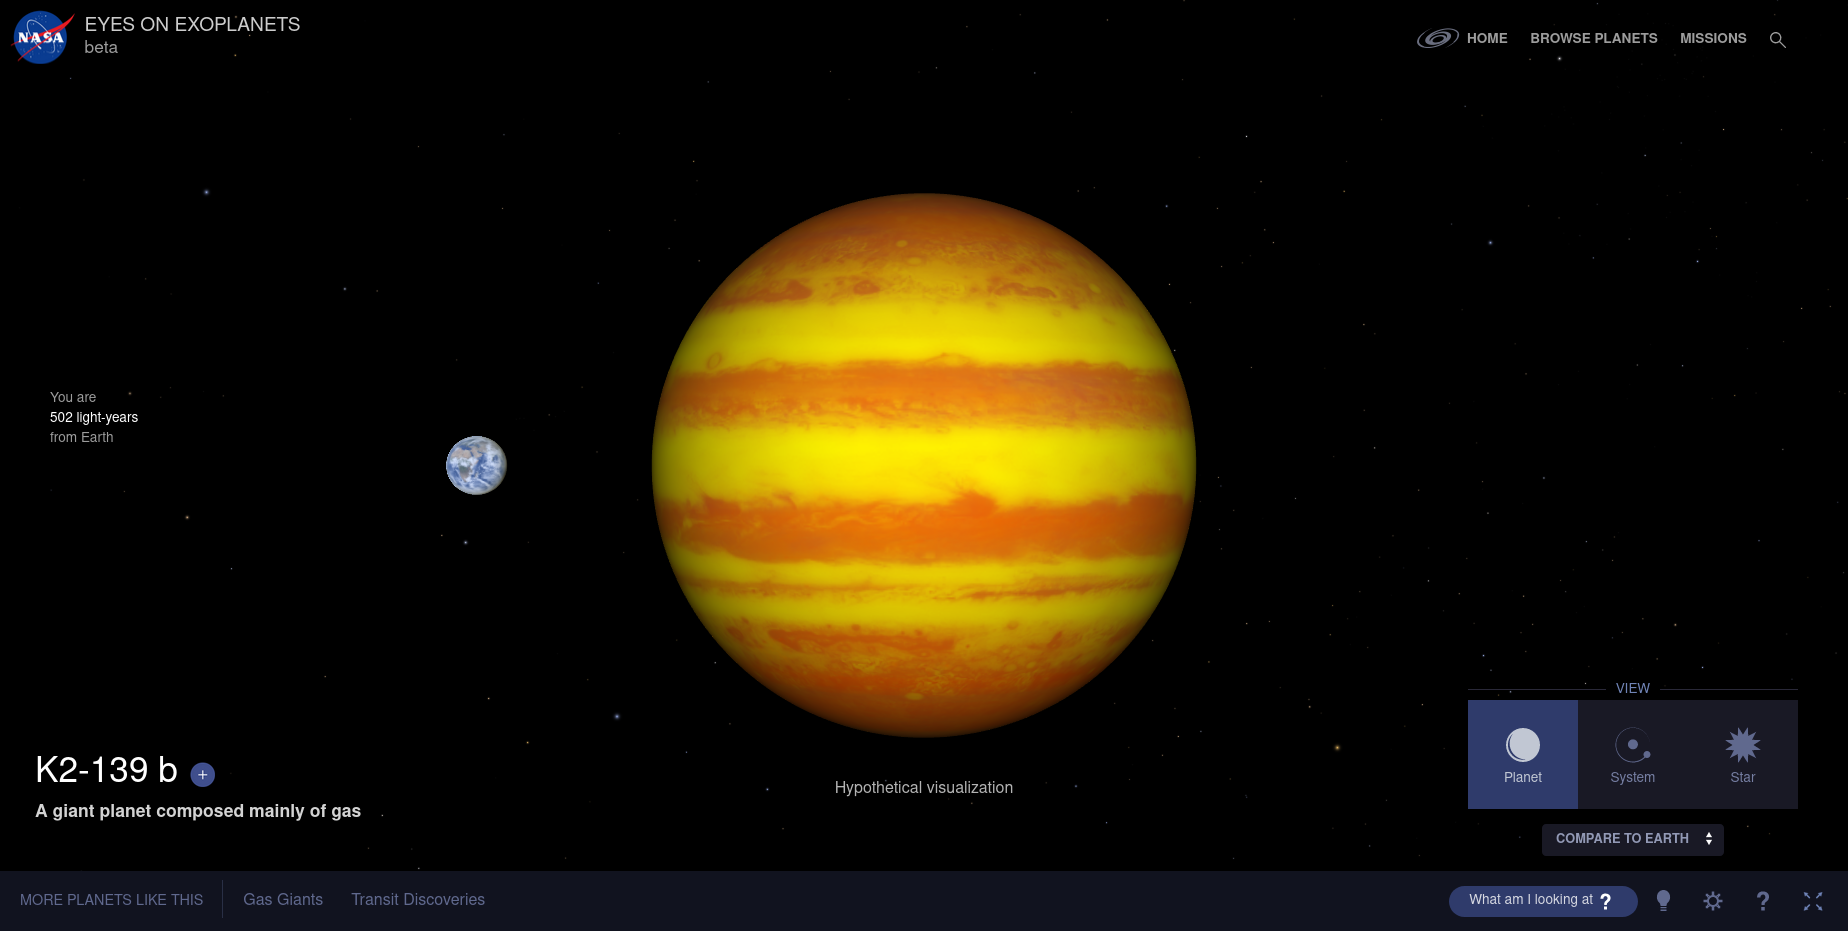 NASA
EYES ON EXOPLANETS
beta
HOME
BROWSE PLANETS
MISSIONS
You are
502 light-years
from Earth
VIEW
Planet
System
Star
K2-139 b +
A giant planet composed mainly of gas
Hypothetical visualization
COMPARE TO EARTH
MORE PLANETS LIKE THIS
Gas Giants
Transit Discoveries
What am I looking at ?
?